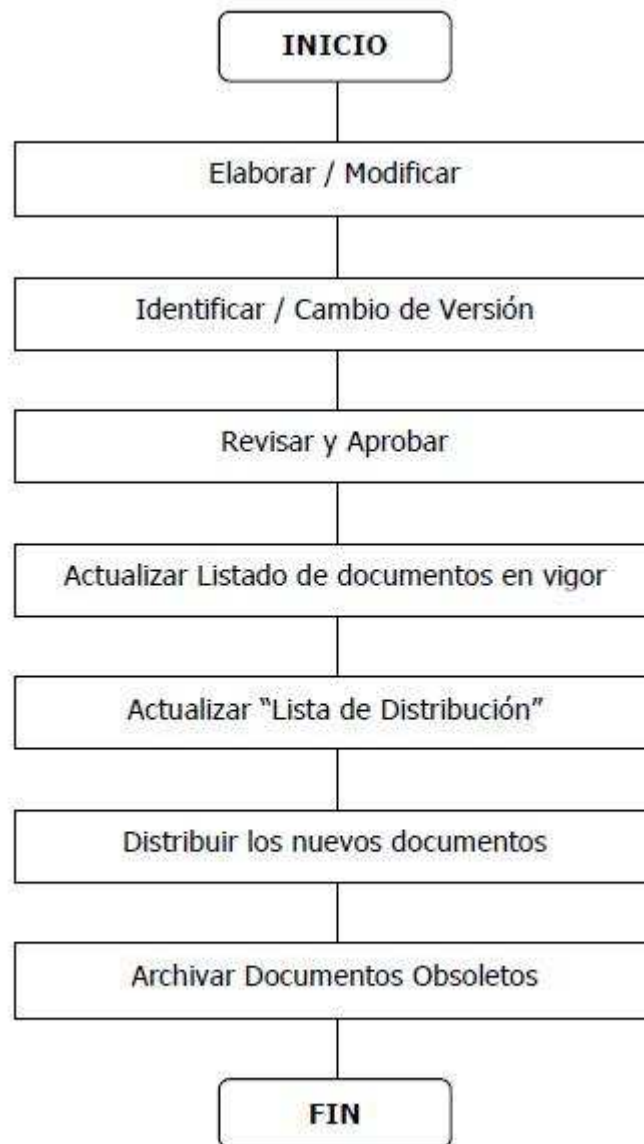 INICIO
Elaborar / Modificar
Identificar / Cambio de Versión
Revisar y Aprobar
Actualizar Listado de documentos en vigor
Actualizar “Lista de Distribución”
Distribuir los nuevos documentos
Archivar Documentos Obsoletos
FIN